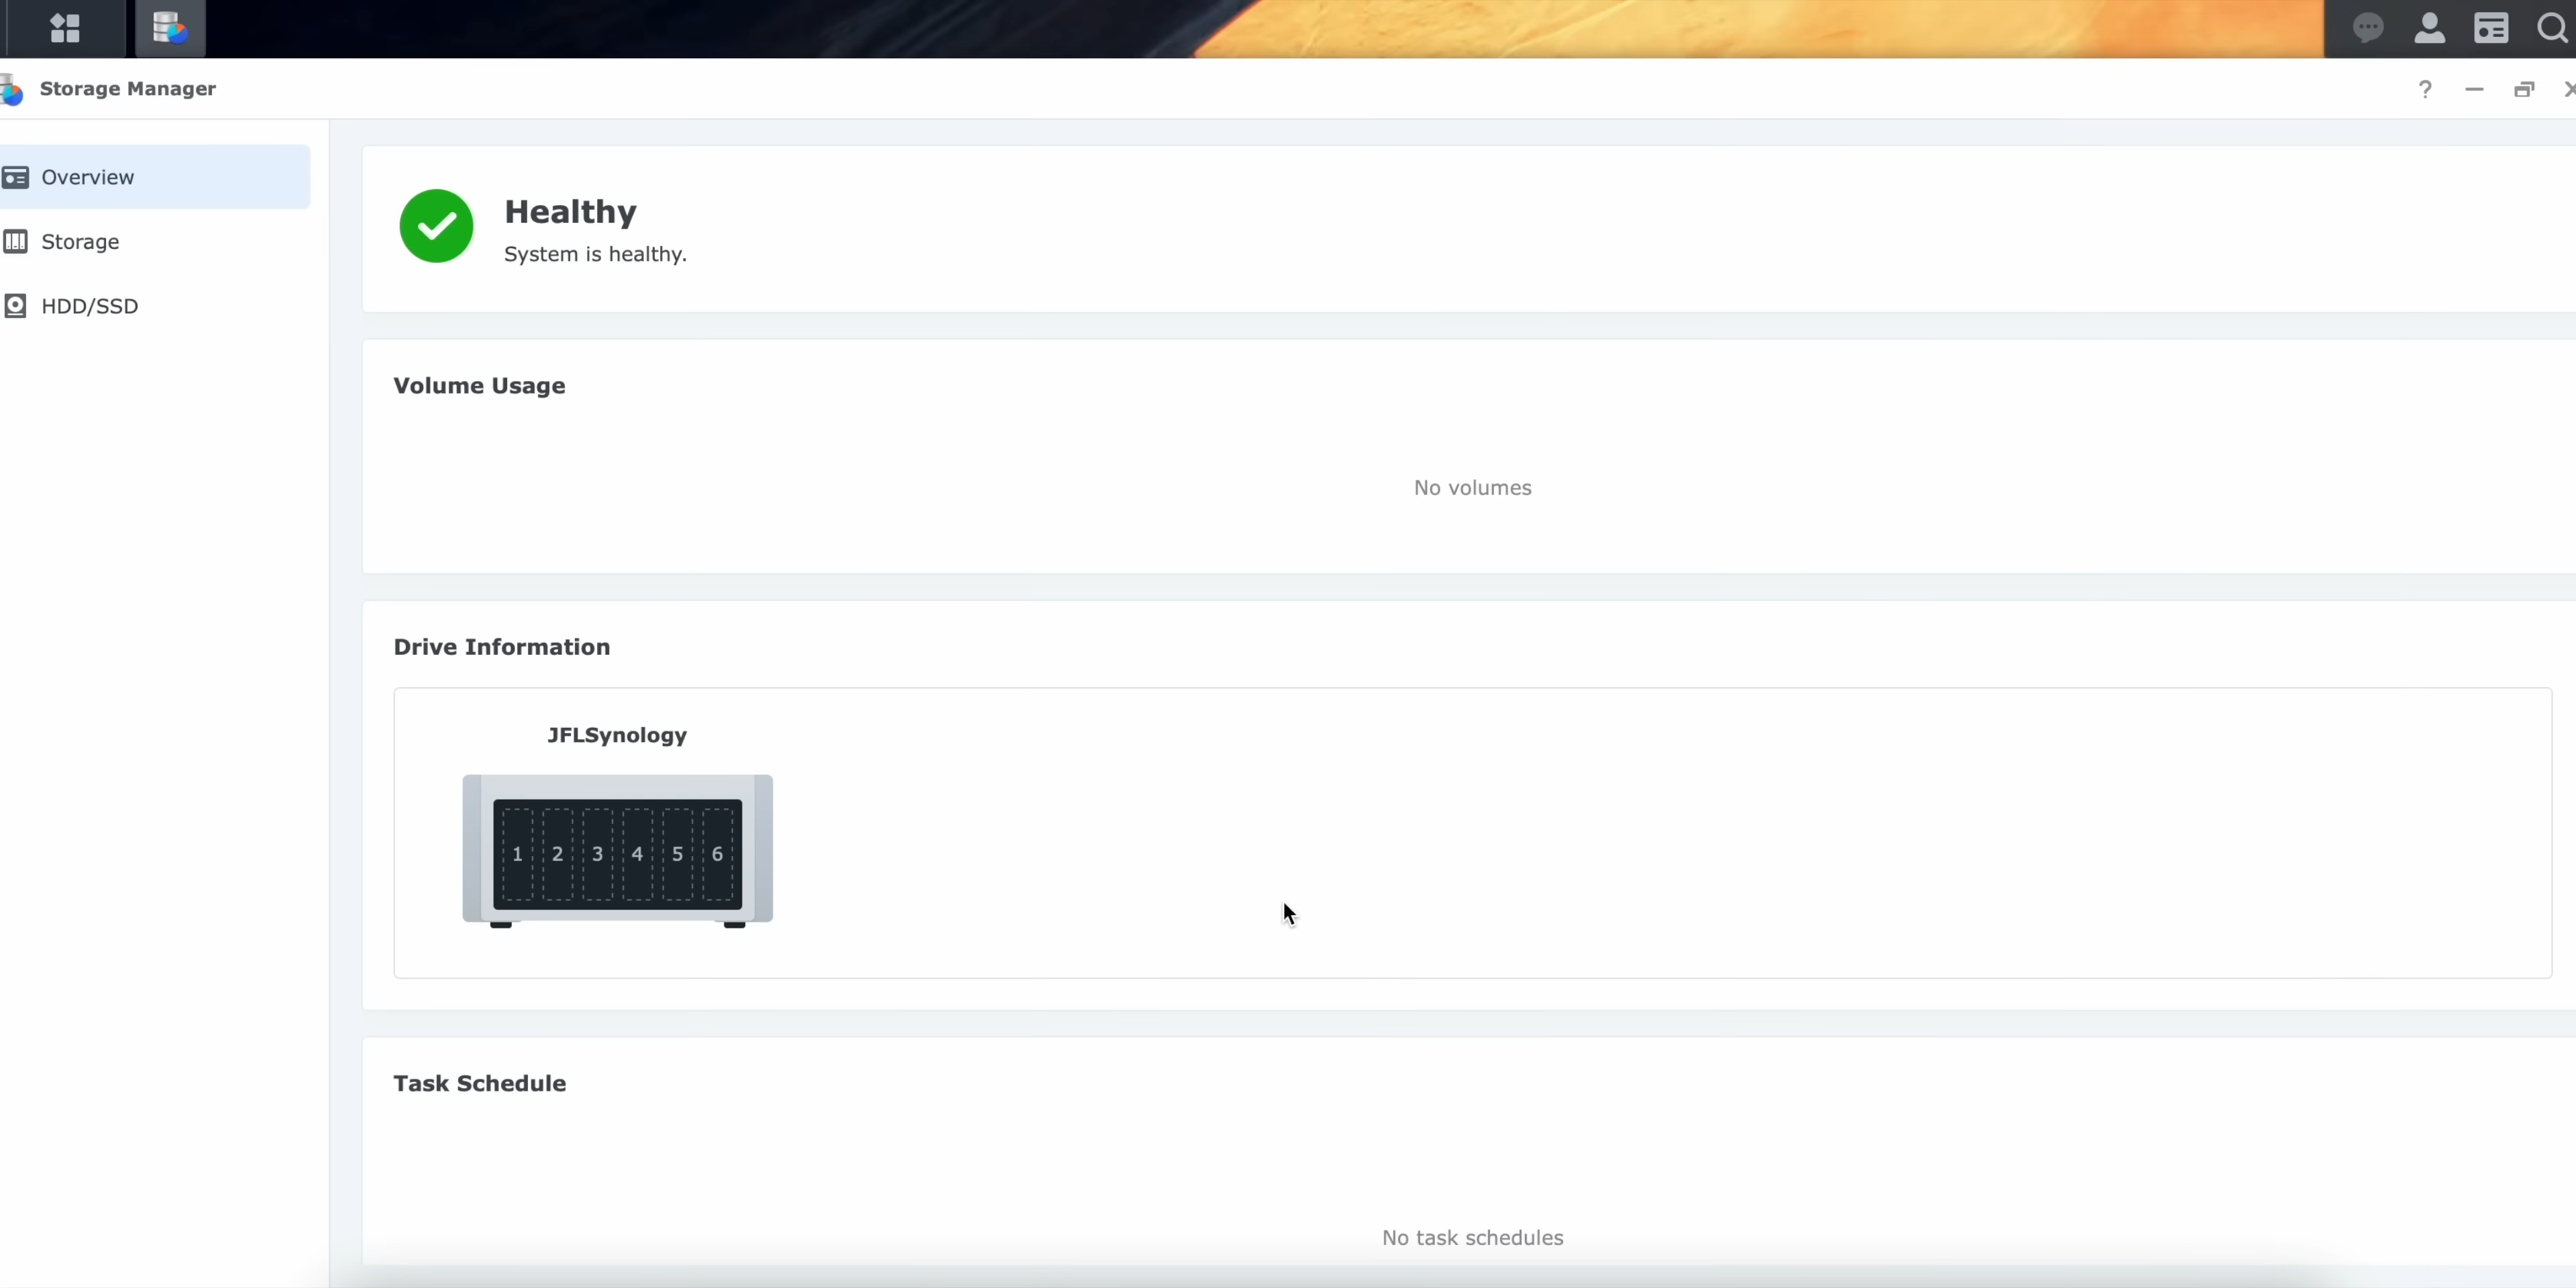 Storage Manager
?
Overview
Storage
HDD/SSD
Healthy
System is healthy.
Volume Usage
No volumes
Drive Information
JFLSynology
1 2 3 4 5 6
Task Schedule
No task schedules